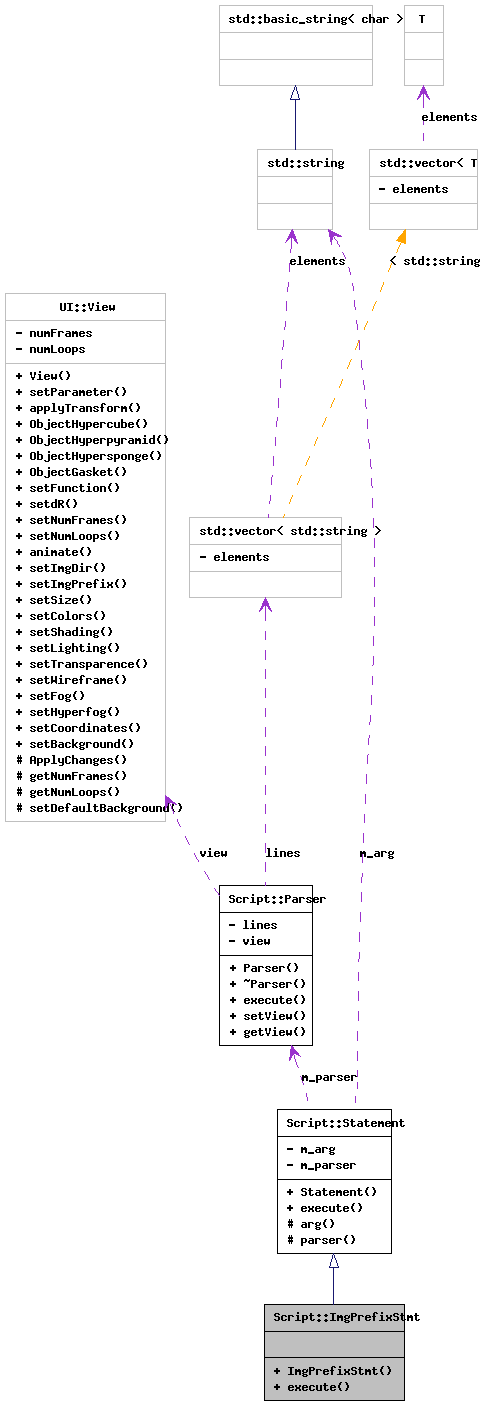 std::basic_string< char >
T
elements
std::string
std::vector< T
- elements
elements
< std::string
UI::View
- numFrames
- numLoops
+ View()
+ setParameter()
+ applyTransform()
+ ObjectHypercube()
+ ObjectHyperpyramid()
+ ObjectHypersponge()
+ ObjectGasket()
+ setFunction()
+ setdR()
+ setNumFrames()
+ setNumLoops()
+ animate()
+ setImgDir()
+ setImgPrefix()
+ setSize()
+ setColors()
+ setShading()
+ setLighting()
+ setTransparence()
+ setWireframe()
+ setFog()
+ setHyperfog()
+ setCoordinates()
+ setBackground()
# ApplyChanges()
# getNumFrames()
# getNumLoops()
# setDefaultBackground()
std::vector< std::string >
- elements
view
lines
m_arg
Script::Parser
- lines
- view
+ Parser()
+ ~Parser()
+ execute()
+ setView()
+ getView()
m_parser
Script::Statement
- m_arg
- m_parser
+ Statement()
+ execute()
# arg()
# parser()
Script::ImgPrefixStmt
+ ImgPrefixStmt()
+ execute()